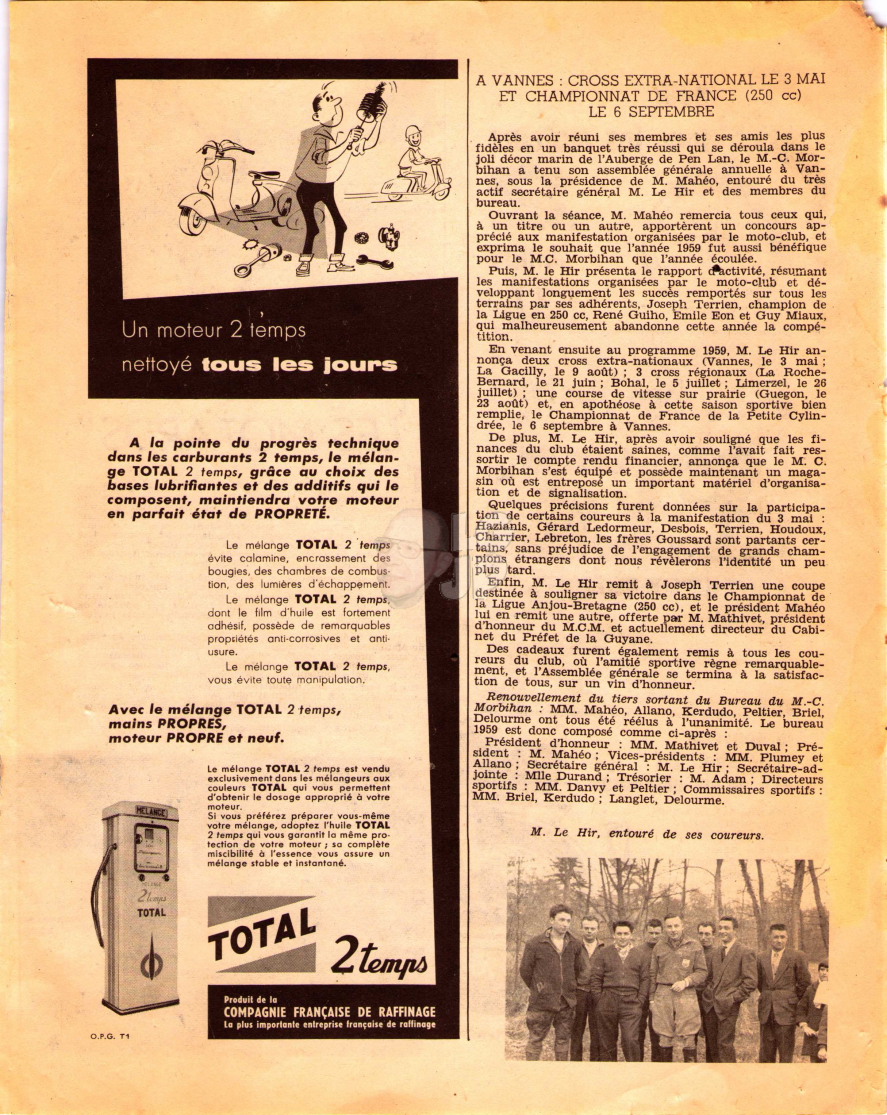 Un moteur 2 temps
nettoyé tous les jours
A la pointe du progrès technique
dans les carburants 2 temps, le mélan-
ge TOTAL 2 temps, grâce au choix des
bases lubrifiantes et des additifs qui le
composent, maintiendra votre moteur
en parfait état de PROPRETÉ.
Le mélange TOTAL 2 temps
évite calamine, encrassement des
bougies, des chambres de combus-
tion, des lumières d'échappement.
Le mélange TOTAL 2 temps,
dont le film d'huile est fortement
adhésif, possède de remarquables
propriétés anti-corrosives et anti-
usure.
Le mélange TOTAL 2 temps,
vous évite toute manipulation.
Avec le mélange TOTAL 2 temps,
mains PROPRES,
moteur PROPRE et neuf.
Le mélange TOTAL 2 temps est vendu
exclusivement dans les mélangeurs aux
couleurs TOTAL qui vous permettent
d'obtenir le dosage approprié à votre
moteur.
Si vous préférez préparer vous-même
votre mélange, adoptez l'huile TOTAL
2 temps qui vous garantit la même pro-
tection de votre moteur ; sa complète
miscibilité à l'essence vous assure un
mélange stable et instantané.
MELANGE
MELANGE
2 temps
TOTAL
TOTAL
2 temps
Produit de la
COMPAGNIE FRANÇAISE DE RAFFINAGE
La plus importante entreprise française de raffinage
O.P.G. T1
A VANNES : CROSS EXTRA-NATIONAL LE 3 MAI
ET CHAMPIONNAT DE FRANCE (250 cc)
LE 6 SEPTEMBRE
Après avoir réuni ses membres et ses amis les plus
fidèles en un banquet très réussi qui se déroula dans le
joli décor marin de l'Auberge de Pen Lan, le M.-C. Mor-
bihan a tenu son assemblée générale annuelle à Van-
nes, sous la présidence de M. Mahéo, entouré du très
actif secrétaire général M. Le Hir et des membres du
bureau.
Ouvrant la séance, M. Mahéo remercia tous ceux qui,
à un titre ou un autre, apportèrent un concours ap-
précié aux manifestation organisées par le moto-club, et
exprima le souhait que l'année 1959 fut aussi bénéfique
pour le M.C. Morbihan que l'année écoulée.
Puis, M. le Hir présenta le rapport d'activité, résumant
les manifestations organisées par le moto-club et dé-
veloppant longuement les succès remportés sur tous les
terrains par ses adhérents, Joseph Terrien, champion de
la Ligue en 250 cc, René Guiho, Emile Eon et Guy Miaux,
qui malheureusement abandonne cette année la compé-
tition.
En venant ensuite au programme 1959, M. Le Hir an-
nonça deux cross extra-nationaux (Vannes, le 3 mai ;
La Gacilly, le 9 août) ; 3 cross régionaux (La Roche-
Bernard, le 21 juin ; Bohal, le 5 juillet ; Limerzel, le 26
juillet) ; une course de vitesse sur prairie (Guegon, le
23 août) et, en apothéose à cette saison sportive bien
remplie, le Championnat de France de la Petite Cylin-
drée, le 6 septembre à Vannes.
De plus, M. Le Hir, après avoir souligné que les fi-
nances du club étaient saines, comme l'avait fait res-
sortir le compte rendu financier, annonça que le M. C.
Morbihan s'est équipé et possède maintenant un maga-
sin où est entreposé un important matériel d'organisa-
tion et de signalisation.
Quelques précisions furent données sur la participa-
tion de certains coureurs à la manifestation du 3 mai :
Hazianis, Gérard Ledormeur, Desbois, Terrien, Houdoux,
Charrier, Lebreton, les frères Goussard sont partants cer-
tains, sans préjudice de l'engagement de grands cham-
pions étrangers dont nous révèlerons l'identité un peu
plus tard.
Enfin, M. Le Hir remit à Joseph Terrien une coupe
destinée à souligner sa victoire dans le Championnat de
la Ligue Anjou-Bretagne (250 cc), et le président Mahéo
lui en remit une autre, offerte par M. Mathivet, président
d'honneur du M.C.M. et actuellement directeur du Cabi-
net du Préfet de la Guyane.
Des cadeaux furent également remis à tous les cou-
reurs du club, où l'amitié sportive règne remarquable-
ment, et l'Assemblée générale se termina à la satisfac-
tion de tous, sur un vin d'honneur.
Renouvellement du tiers sortant du Bureau du M.-C.
Morbihan : MM. Mahéo, Allano, Kerdudo, Peltier, Briel,
Delourme ont tous été réélus à l'unanimité. Le bureau
1959 est donc composé comme ci-après :
Président d'honneur : MM. Mathivet et Duval ; Pré-
sident : M. Mahéo ; Vices-présidents : MM. Plumey et
Allano ; Secrétaire général : M. Le Hir ; Secrétaire-ad-
jointe : Mlle Durand ; Trésorier : M. Adam ; Directeurs
sportifs : MM. Danvy et Peltier ; Commissaires sportifs :
MM. Briel, Kerdudo ; Langlet, Delourme.
M. Le Hir, entouré de ses coureurs.